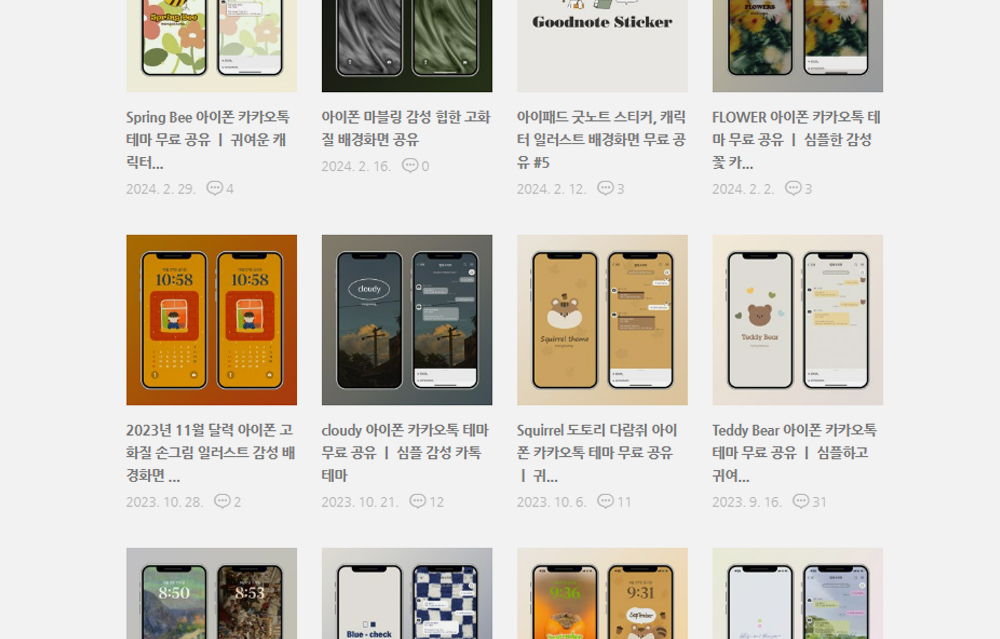 Spring Bee
Goodnote Sticker
FLOWERS
Spring Bee 아이폰 카카오톡
테마 무료 공유 ㅣ 귀여운 캐
릭터...
2024. 2. 29. 4
아이폰 마블링 감성 힙한 고화
질 배경화면 공유
2024. 2. 16. 0
아이패드 굿노트 스티커, 캐릭
터 일러스트 배경화면 무료 공
유 #5
2024. 2. 12. 3
FLOWER 아이폰 카카오톡 테
마 무료 공유 ㅣ 심플한 감성
꽃 카...
2024. 2. 2. 3
10:58
10:58
cloudy
Squirrel theme
Teddy Bear
2023년 11월 달력 아이폰 고
화질 손그림 일러스트 감성 배
경화면 ...
2023. 10. 28. 2
cloudy 아이폰 카카오톡 테마
무료 공유 ㅣ 심플 감성 카톡
테마
2023. 10. 21. 12
Squirrel 도토리 다람쥐 아이
폰 카카오톡 테마 무료 공유
ㅣ 귀...
2023. 10. 6. 11
Teddy Bear 아이폰 카카오톡
테마 무료 공유 ㅣ 심플하고
귀여...
2023. 9. 16. 31
8:50
8:53
Blue - check
9:36
9:31
September